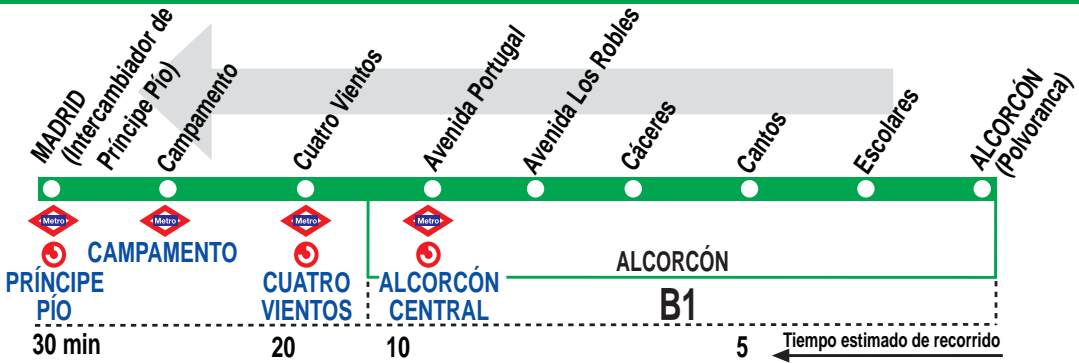 MADRID
(Intercambiador de
Príncipe Pío)
Campamento
Cuatro Vientos
Avenida Portugal
Avenida Los Robles
Cáceres
Cantos
Escolares
ALCORCÓN
(Polvoranca)
Metro
Metro
Metro
Metro
PRÍNCIPE
PÍO
CAMPAMENTO
CUATRO
VIENTOS
ALCORCÓN
CENTRAL
ALCORCÓN
B1
30 min
20
10
5
Tiempo estimado de recorrido